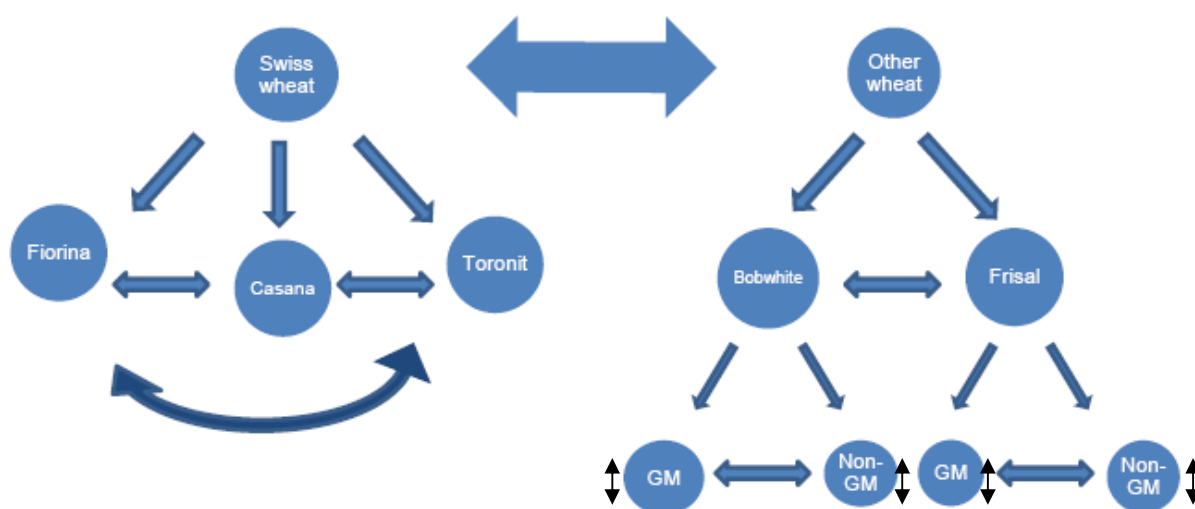 Swiss
wheat
Other
wheat
Fiorina
Casana
Toronit
Bobwhite
Frisal
GM
Non-
GM
GM
Non-
GM